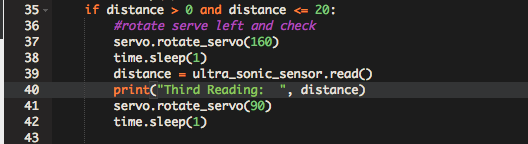 35 if distance > 0 and distance <= 20:
36 #rotate serve left and check
37 servo.rotate_servo(160)
38 time.sleep(1)
39 distance = ultra_sonic_sensor.read()
40 print("Third Reading:  ", distance)
41 servo.rotate_servo(90)
42 time.sleep(1)
43